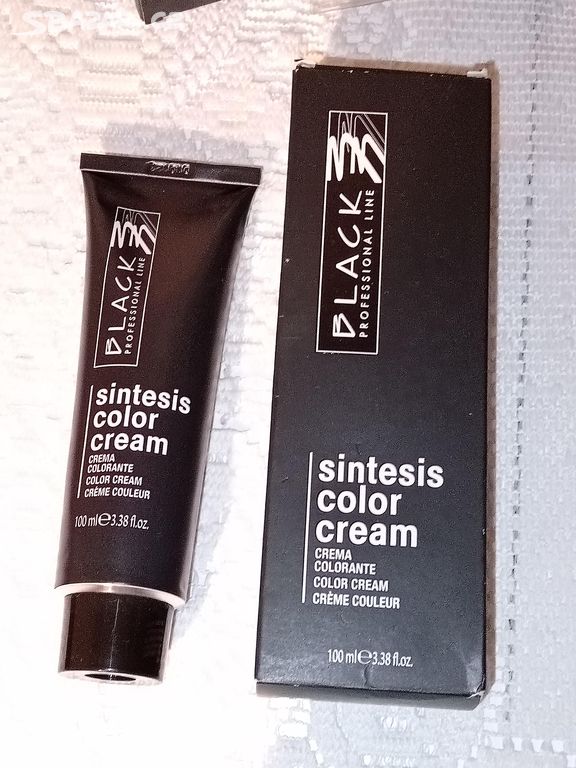 BLACK
PROFESSIONAL LINE
sintesis
color
cream
CREMA
COLORANTE
COLOR CREAM
CRÈME COULEUR
100 ml℮3.38 fl.oz.
BLACK
PROFESSIONAL LINE
sintesis
color
cream
CREMA
COLORANTE
COLOR CREAM
CRÈME COULEUR
100 ml℮3.38 fl.oz.